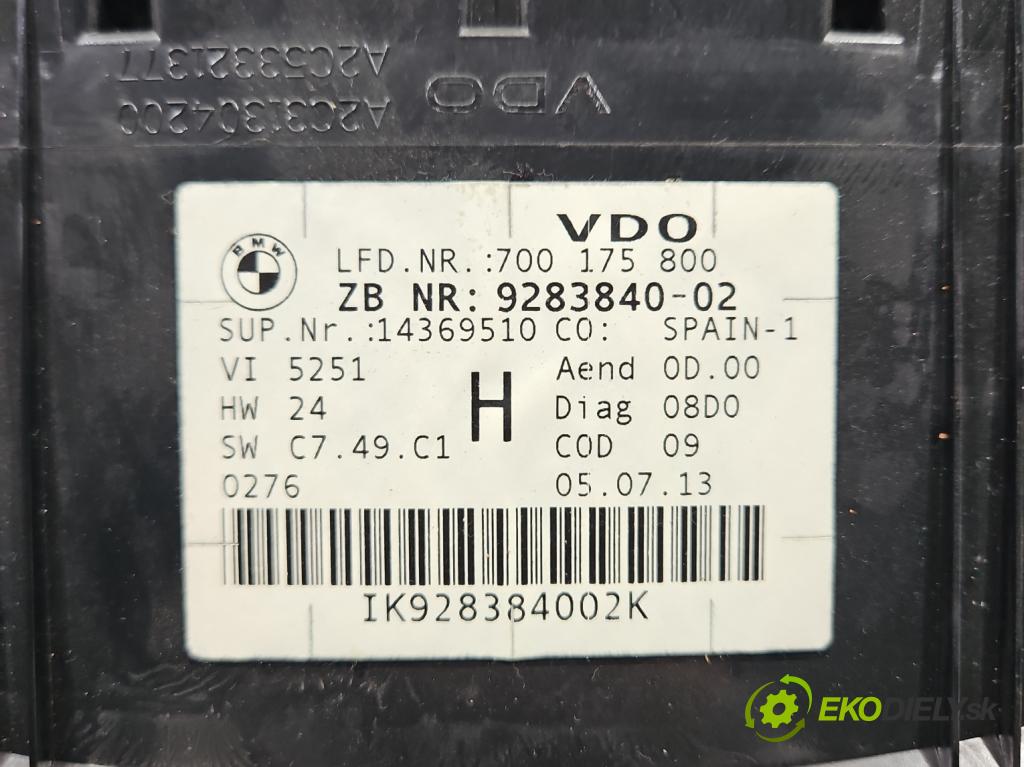 A2C53321377
A2C31304200
VDO
VDO
BMW
LFD.NR.:700 175 800
ZB NR: 9283840-02
SUP.Nr.:14369510 CO: SPAIN-1
VI 5251 Aend 0D.00
HW 24 H Diag 08D0
SW C7.49.C1 COD 09
0276 05.07.13
IK928384002K
EKODIELY.sk